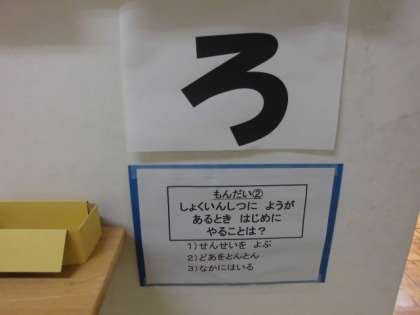 ろ
もんだい②
しょくいんしつに ようが
あるとき はじめに
やることは？
1）せんせいを よぶ
2）どあをとんとん
3）なかにはいる